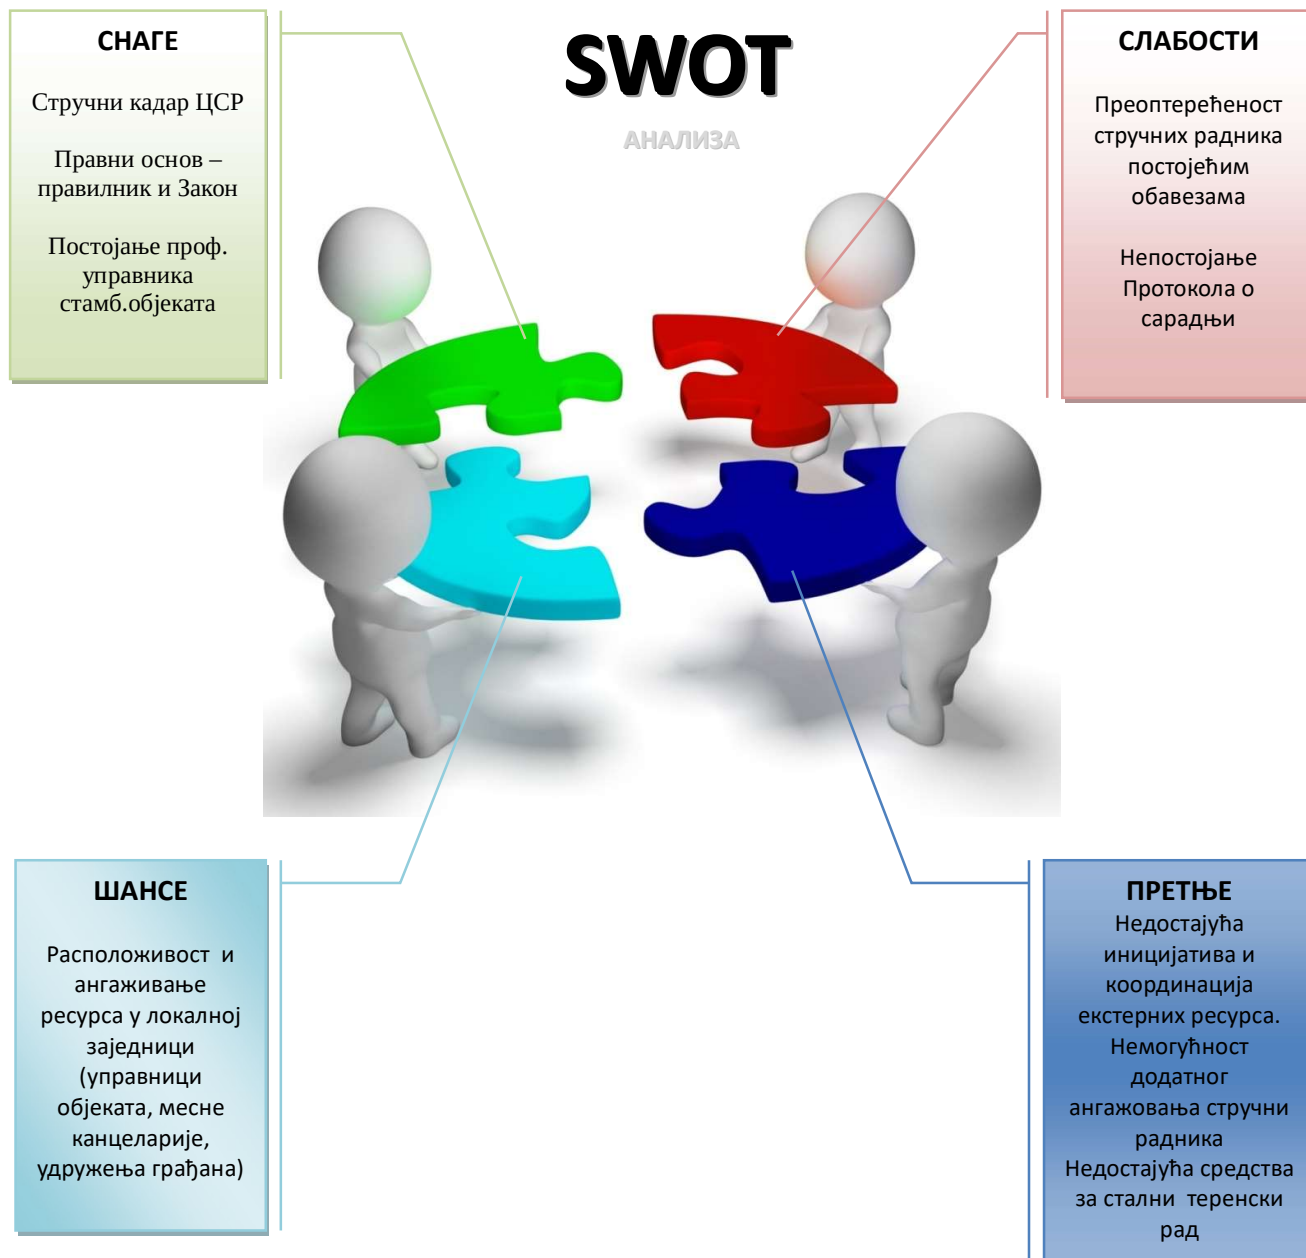 SWOT
АНАЛИЗА
СНАГЕ
Стручни кадар ЦСР
Правни основ –
правилник и Закон
Постојање проф.
управника
стамб.објеката
СЛАБОСТИ
Преоптерећеност
стручних радника
постојећим
обавезама
Непостојање
Протокола о
сарадњи
ШАНСЕ
Расположивост  и
ангаживање
ресурса у локалној
заједници
(управници
објеката, месне
канцеларије,
удружења грађана)
ПРЕТЊЕ
Недостајућа
иницијатива и
координација
екстерних ресурса.
Немогућност
додатног
ангажовања стручни
радника
Недостајућа средства
за стални  теренски
рад